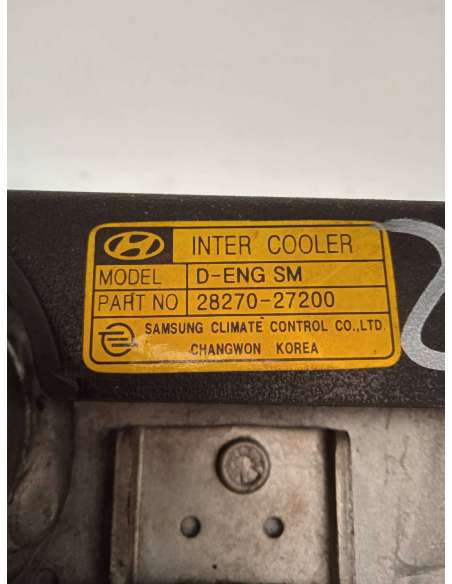 INTER COOLER
MODEL D-ENG SM
PART NO 28270-27200
SAMSUNG CLIMATE CONTROL CO.,LTD.
CHANGWON KOREA